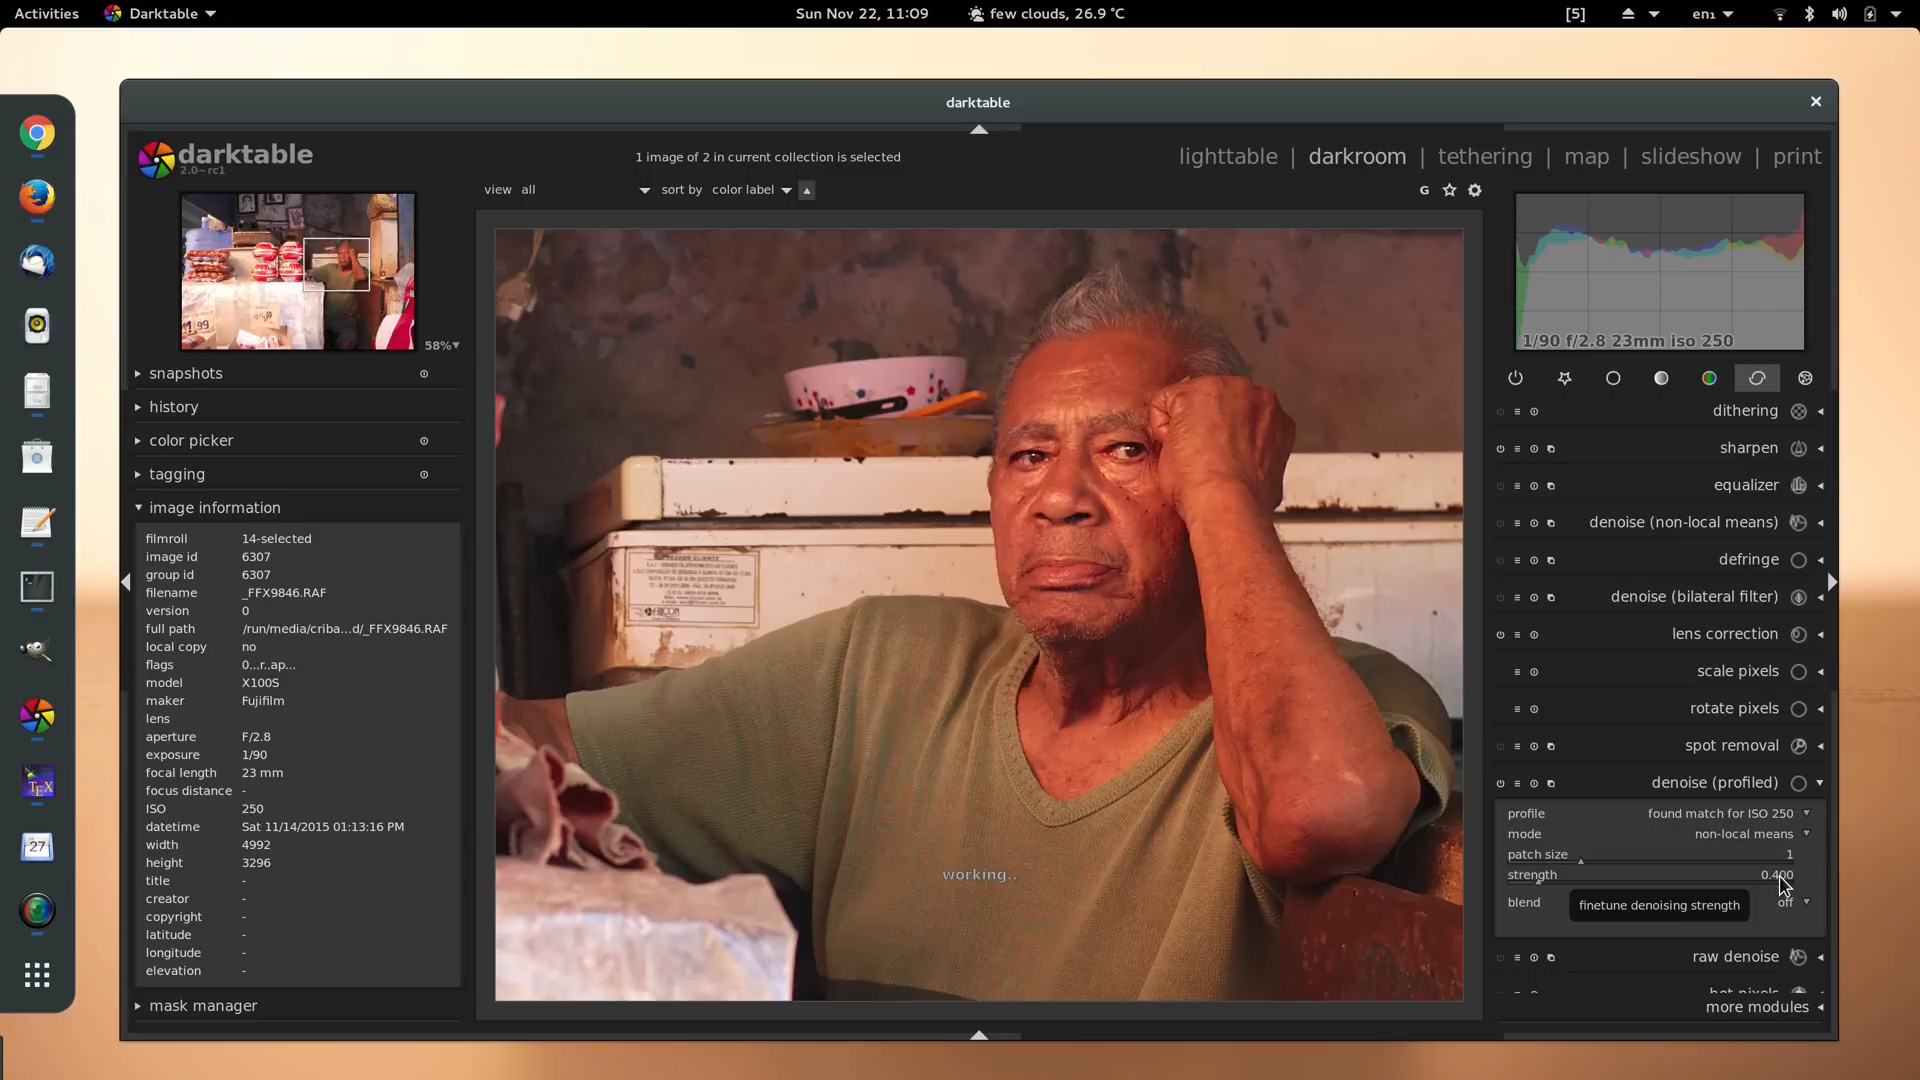 Activities
Darktable
Sun Nov 22, 11:09
few clouds, 26.9 °C
[5]
en₁
darktable
darktable
2.0~rc1
1 image of 2 in current collection is selected
lighttable | darkroom | tethering | map | slideshow | print
view all
sort by color label
G
58%
1/90 f/2.8 23mm iso 250
snapshots
history
color picker
tagging
image information
filmroll 14-selected
image id 6307
group id 6307
filename _FFX9846.RAF
version 0
full path /run/media/criba...d/_FFX9846.RAF
local copy no
flags 0...r..ap...
model X100S
maker Fujifilm
lens
aperture F/2.8
exposure 1/90
focal length 23 mm
focus distance -
ISO 250
datetime Sat 11/14/2015 01:13:16 PM
width 4992
height 3296
title -
creator -
copyright -
latitude -
longitude -
elevation -
mask manager
FRICON
working..
dithering
sharpen
equalizer
denoise (non-local means)
defringe
denoise (bilateral filter)
lens correction
scale pixels
rotate pixels
spot removal
denoise (profiled)
profile found match for ISO 250
mode non-local means
patch size 1
strength 0.400
blend off
finetune denoising strength
raw denoise
hot pixels
more modules
TEX
27